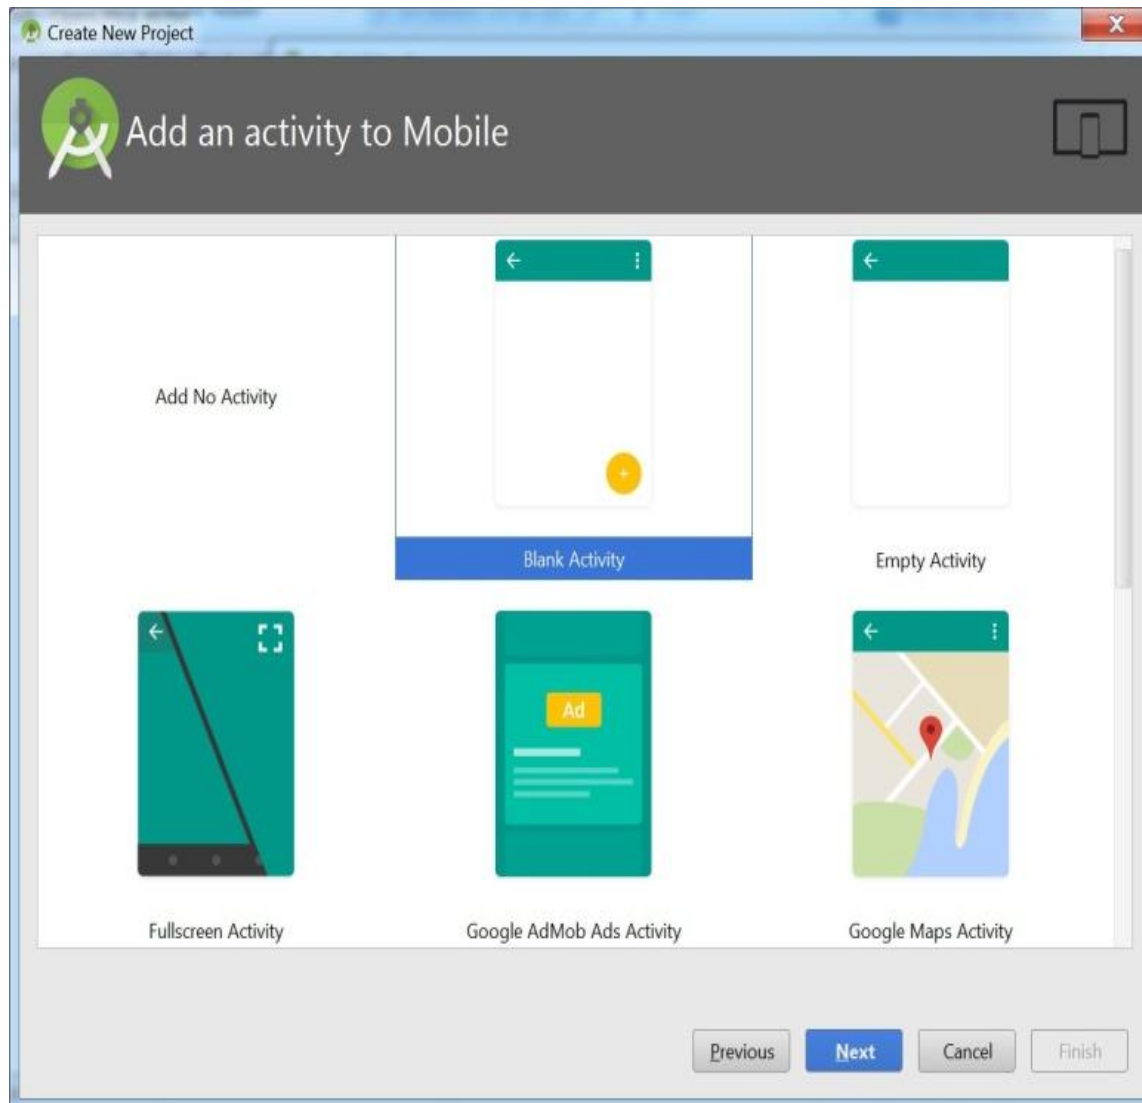 Create New Project
Add an activity to Mobile
Add No Activity
Blank Activity
Empty Activity
Ad
Fullscreen Activity
Google AdMob Ads Activity
Google Maps Activity
Previous
Next
Cancel
Finish